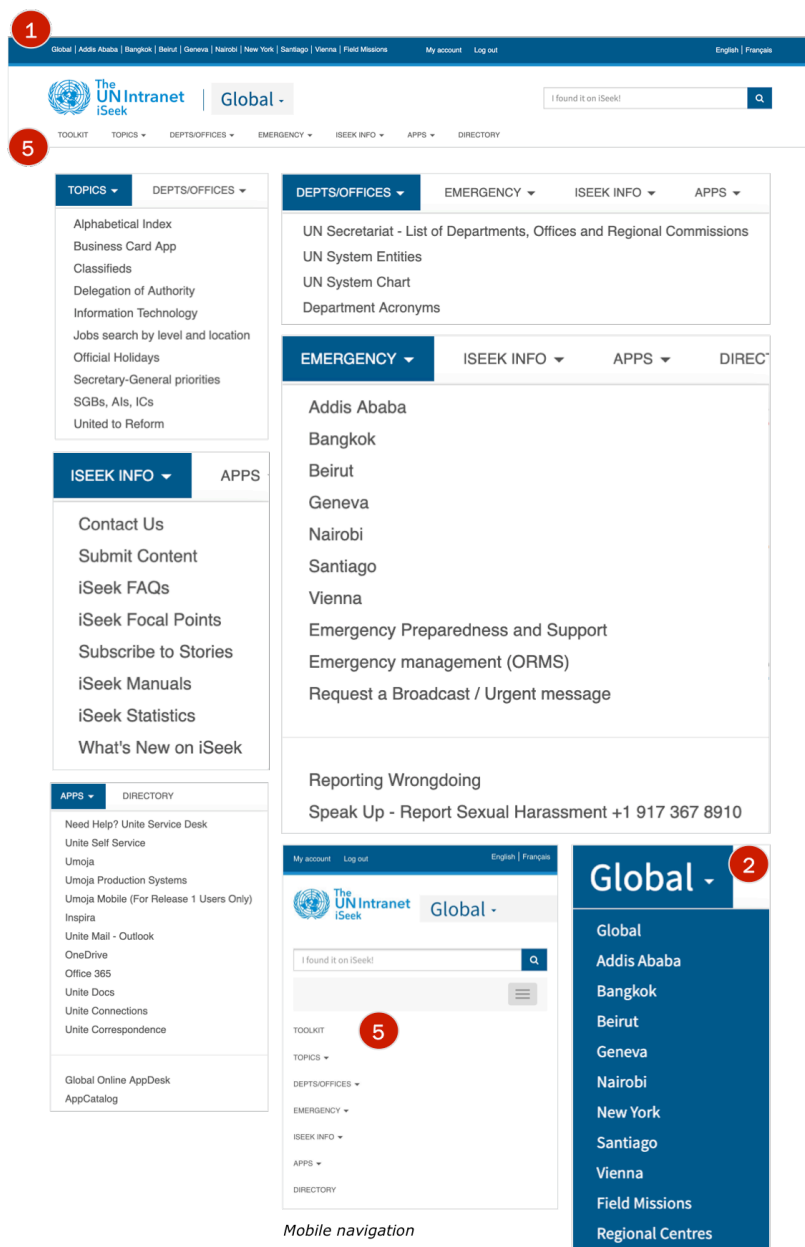 1
Global | Addis Ababa | Bangkok | Beirut | Geneva | Nairobi | New York | Santiago | Vienna | Field Missions My account Log out English | Français
The
UN Intranet
iSeek
Global
I found it on iSeek!
5
TOOLKIT TOPICS DEPTS/OFFICES EMERGENCY ISEEK INFO APPS DIRECTORY
TOPICS DEPTS/OFFICES
Alphabetical Index
Business Card App
Classifieds
Delegation of Authority
Information Technology
Jobs search by level and location
Official Holidays
Secretary-General priorities
SGBs, AIs, ICs
United to Reform
DEPTS/OFFICES EMERGENCY ISEEK INFO APPS
UN Secretariat - List of Departments, Offices and Regional Commissions
UN System Entities
UN System Chart
Department Acronyms
EMERGENCY ISEEK INFO APPS DIREC
Addis Ababa
Bangkok
Beirut
Geneva
Nairobi
Santiago
Vienna
Emergency Preparedness and Support
Emergency management (ORMS)
Request a Broadcast / Urgent message
Reporting Wrongdoing
Speak Up - Report Sexual Harassment +1 917 367 8910
ISEEK INFO APPS
Contact Us
Submit Content
iSeek FAQs
iSeek Focal Points
Subscribe to Stories
iSeek Manuals
iSeek Statistics
What's New on iSeek
APPS DIRECTORY
Need Help? Unite Service Desk
Unite Self Service
Umoja
Umoja Production Systems
Umoja Mobile (For Release 1 Users Only)
Inspira
Unite Mail - Outlook
OneDrive
Office 365
Unite Docs
Unite Connections
Unite Correspondence
Global Online AppDesk
AppCatalog
My account Log out English | Français
The
UN Intranet
iSeek
Global
I found it on iSeek!
TOOLKIT
5
TOPICS
DEPTS/OFFICES
EMERGENCY
ISEEK INFO
APPS
DIRECTORY
Mobile navigation
Global
2
Global
Addis Ababa
Bangkok
Beirut
Geneva
Nairobi
New York
Santiago
Vienna
Field Missions
Regional Centres